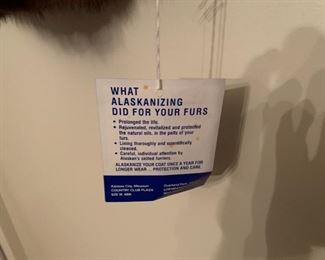 WHAT
ALASKANIZING
DID FOR YOUR FURS
• Prolonged the life.
• Rejuvenated, revitalized and protected
the natural oils, in the pelts of your
furs.
• Lining thoroughly and scientifically
cleaned.
• Careful, individual attention by
Alaskan's skilled furriers.
ALASKANIZE YOUR COAT ONCE A YEAR FOR
LONGER WEAR... PROTECTION AND CARE
Kansas City, Missouri
COUNTRY CLUB PLAZA
Overland Park,